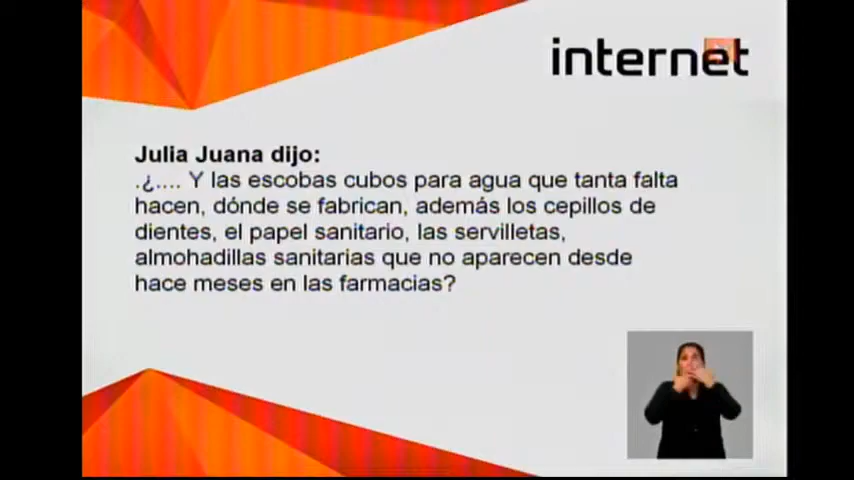 internet
Julia Juana dijo:
.¿.... Y las escobas cubos para agua que tanta falta
hacen, dónde se fabrican, además los cepillos de
dientes, el papel sanitario, las servilletas,
almohadillas sanitarias que no aparecen desde
hace meses en las farmacias?